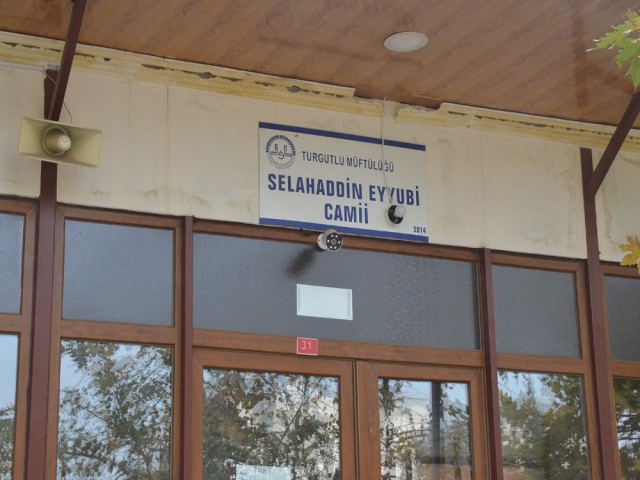 TURGUTLU MÜFTÜLÜĞÜ
SELAHADDİN EYYUBİ
CAMİİ
2014
31